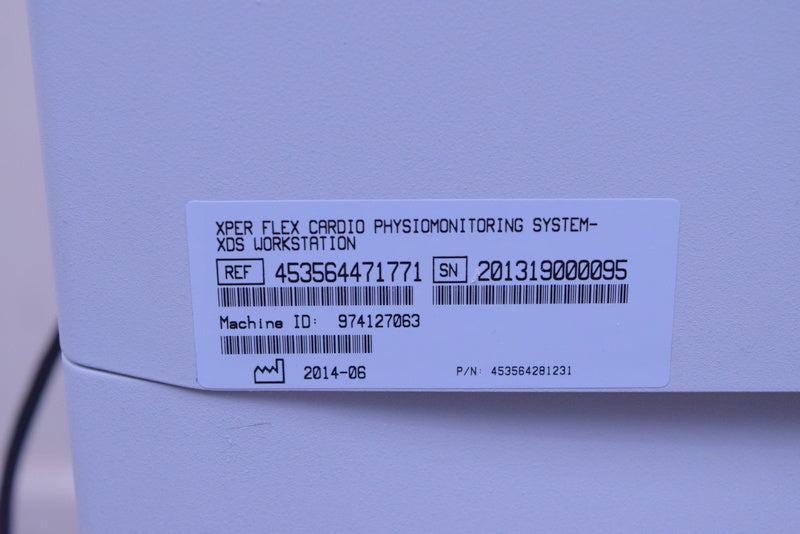 XPER FLEX CARDIO PHYSIOMONITORING SYSTEM-
XDS WORKSTATION
REF 453564471771 SN 201319000095
Machine ID: 974127063
2014-06 P/N: 453564281231